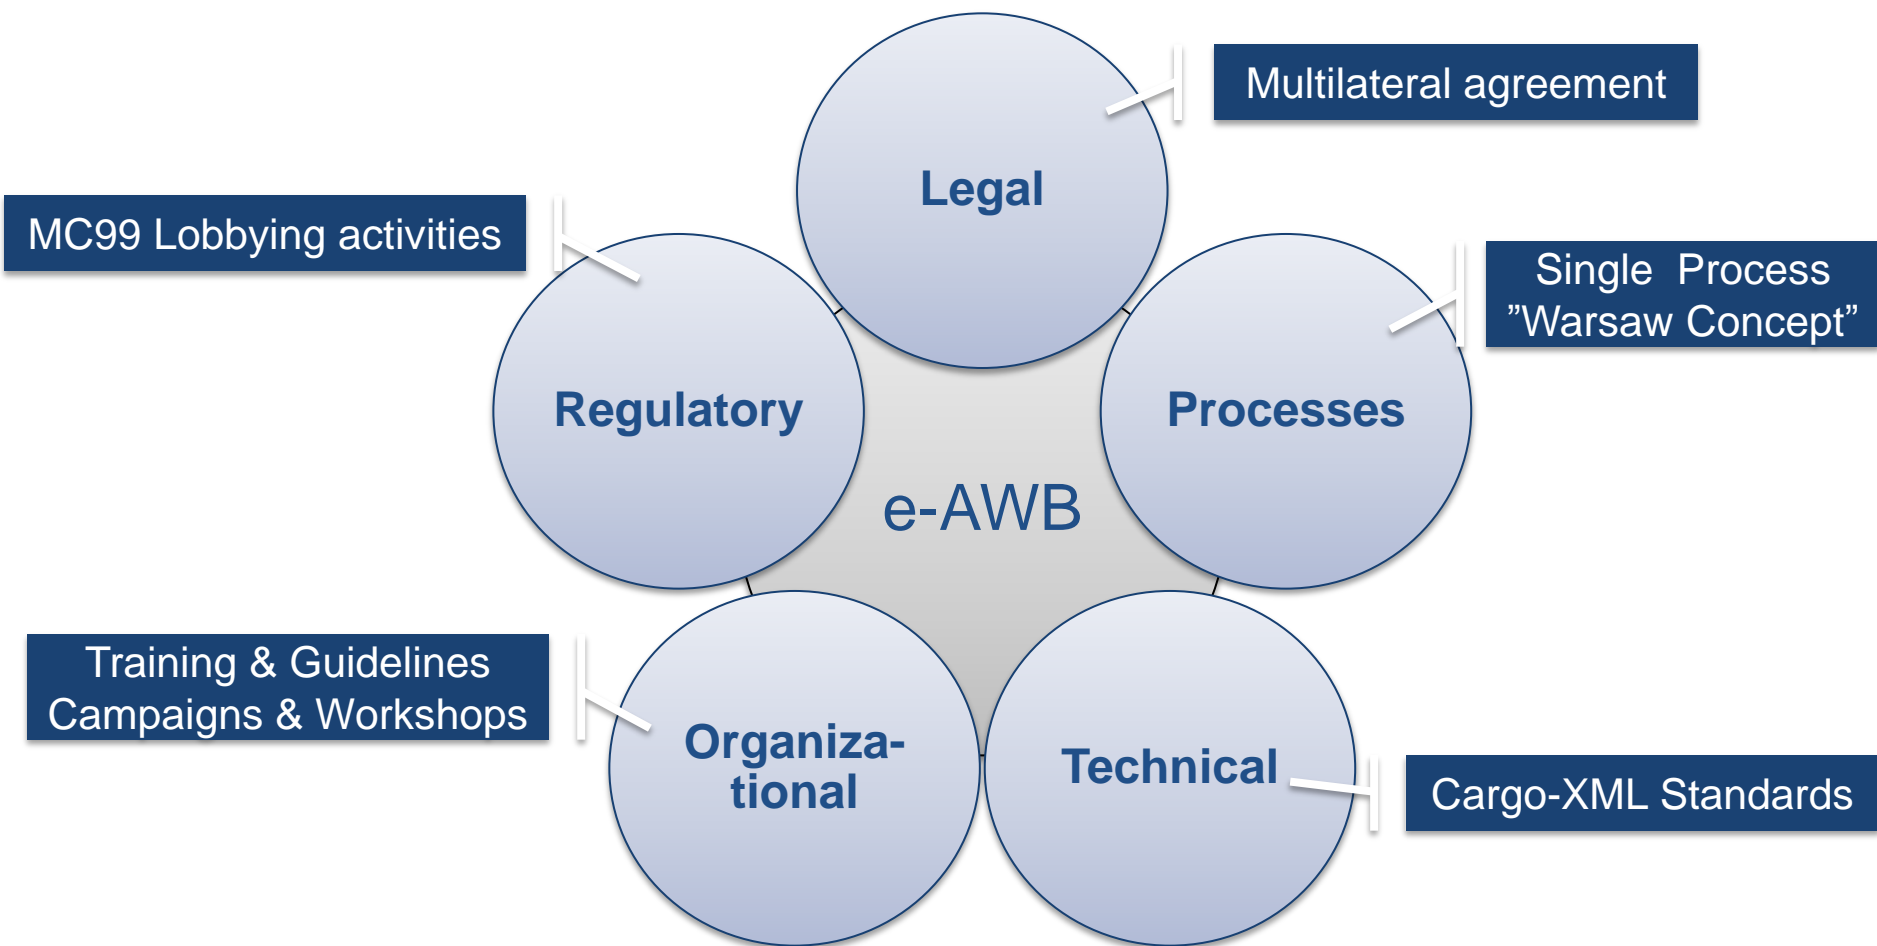 Multilateral agreement
Legal
MC99 Lobbying activities
Single  Process
”Warsaw Concept”
Regulatory
Processes
e-AWB
Training & Guidelines
Campaigns & Workshops
Organiza-
tional
Technical
Cargo-XML Standards